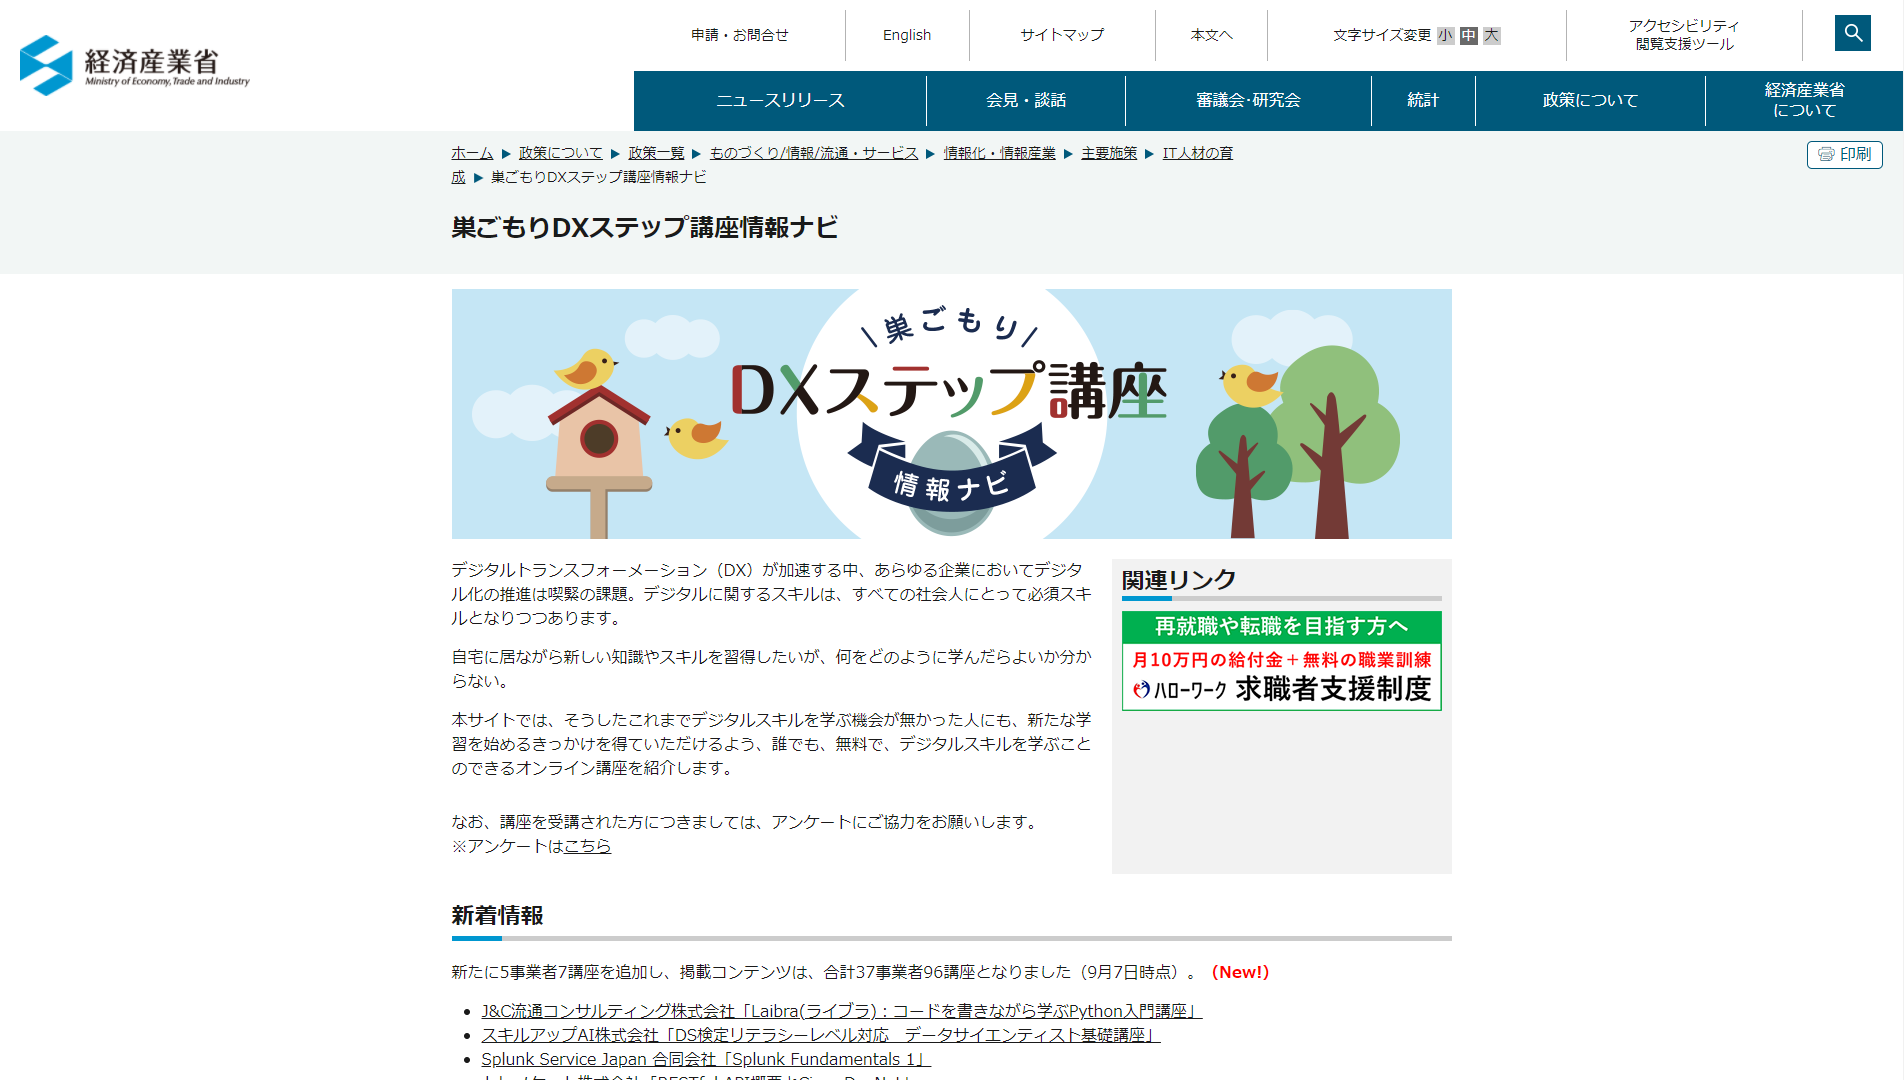 経済産業省
Ministry of Economy, Trade and Industry
申請・お問合せ
English
サイトマップ
本文へ
文字サイズ変更 小 中 大
アクセシビリティ
閲覧支援ツール
ニュースリリース
会見・談話
審議会・研究会
統計
政策について
経済産業省
について
ホーム ▶ 政策について ▶ 政策一覧 ▶ ものづくり/情報/流通・サービス ▶ 情報化・情報産業 ▶ 主要施策 ▶ IT人材の育
成 ▶ 巣ごもりDXステップ講座情報ナビ
印刷
巣ごもりDXステップ講座情報ナビ
巣ごもり
DXステップ講座
情報ナビ
デジタルトランスフォーメーション（DX）が加速する中、あらゆる企業においてデジタ
ル化の推進は喫緊の課題。デジタルに関するスキルは、すべての社会人にとって必須スキ
ルとなりつつあります。
自宅に居ながら新しい知識やスキルを習得したいが、何をどのように学んだらよいか分か
らない。
本サイトでは、そうしたこれまでデジタルスキルを学ぶ機会が無かった人にも、新たな学
習を始めるきっかけを得ていただけるよう、誰でも、無料で、デジタルスキルを学ぶこと
のできるオンライン講座を紹介します。
なお、講座を受講された方につきましては、アンケートにご協力をお願いします。
※アンケートはこちら
関連リンク
再就職や転職を目指す方へ
月10万円の給付金＋無料の職業訓練
ハローワーク 求職者支援制度
新着情報
新たに5事業者7講座を追加し、掲載コンテンツは、合計37事業者96講座となりました（9月7日時点）。（New!）
J&C流通コンサルティング株式会社「Laibra(ライブラ)：コードを書きながら学ぶPython入門講座」
スキルアップAI株式会社「DS検定リテラシーレベル対応　データサイエンティスト基礎講座」
Splunk Service Japan 合同会社「Splunk Fundamentals 1」